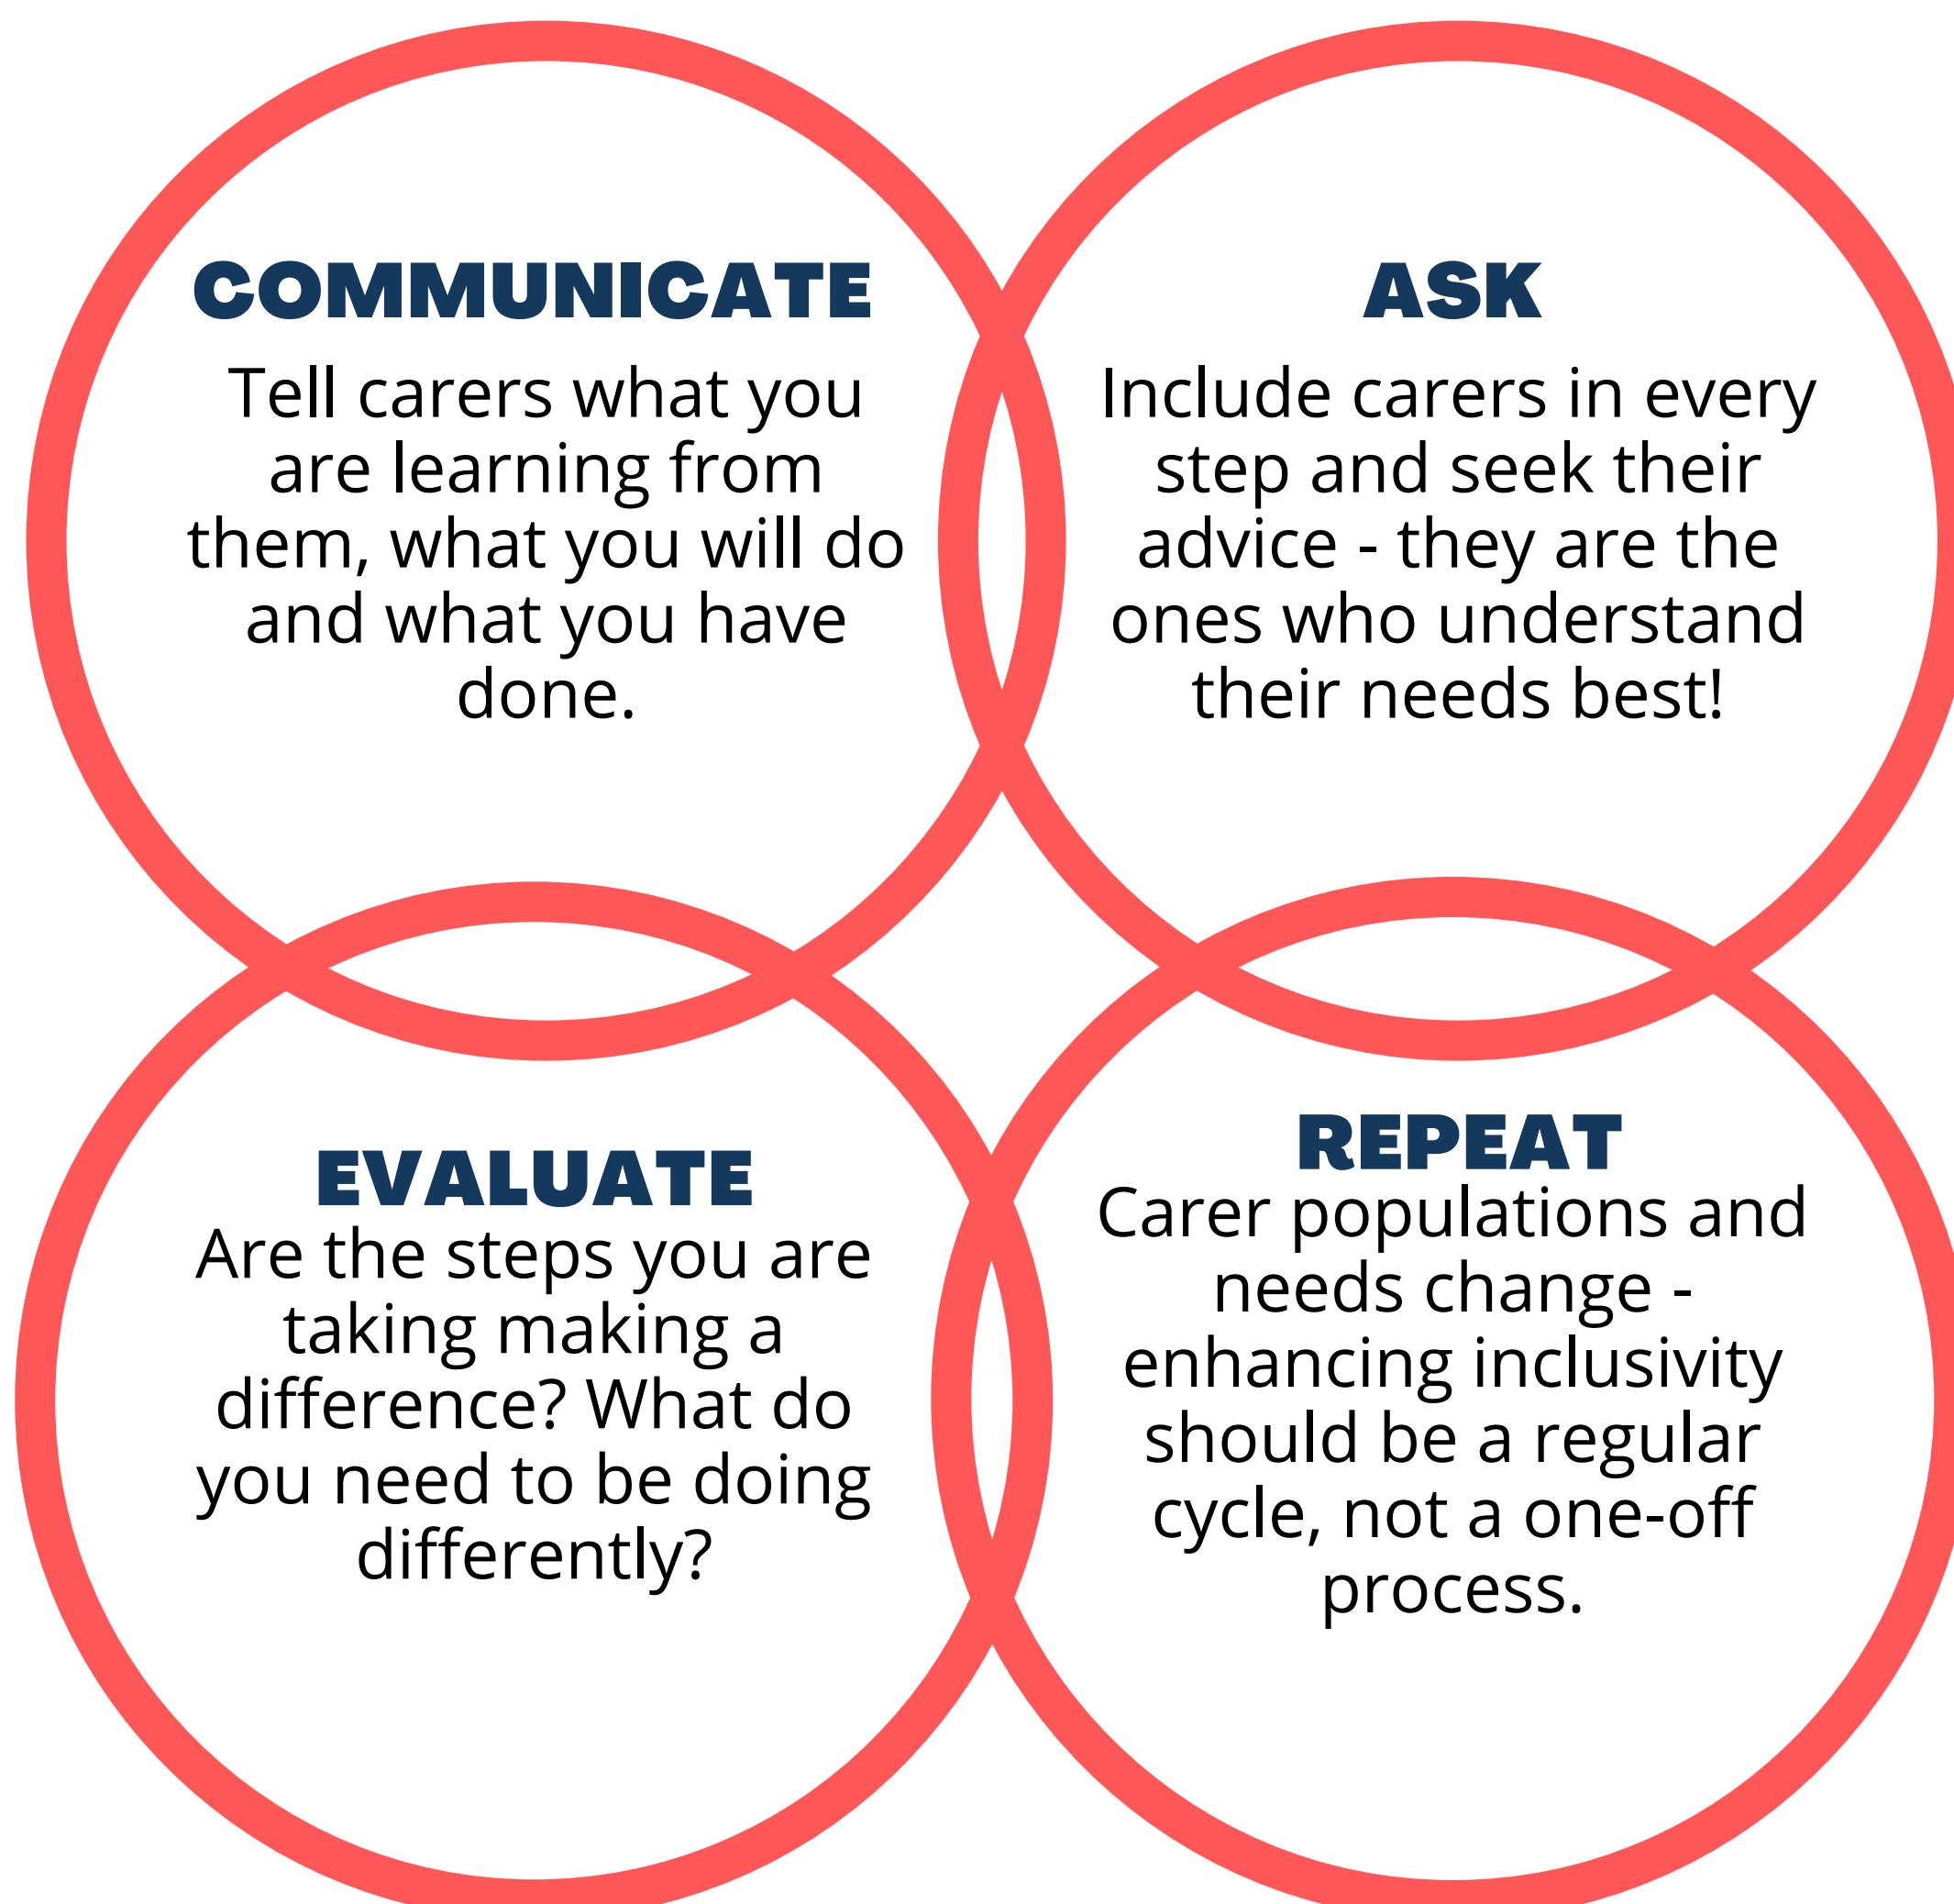 COMMUNICATE
Tell carers what you
are learning from
them, what you will do
and what you have
done.
ASK
Include carers in every
step and seek their
advice - they are the
ones who understand
their needs best!
EVALUATE
Are the steps you are
taking making a
difference? What do
you need to be doing
differently?
REPEAT
Carer populations and
needs change -
enhancing inclusivity
should be a regular
cycle, not a one-off
process.